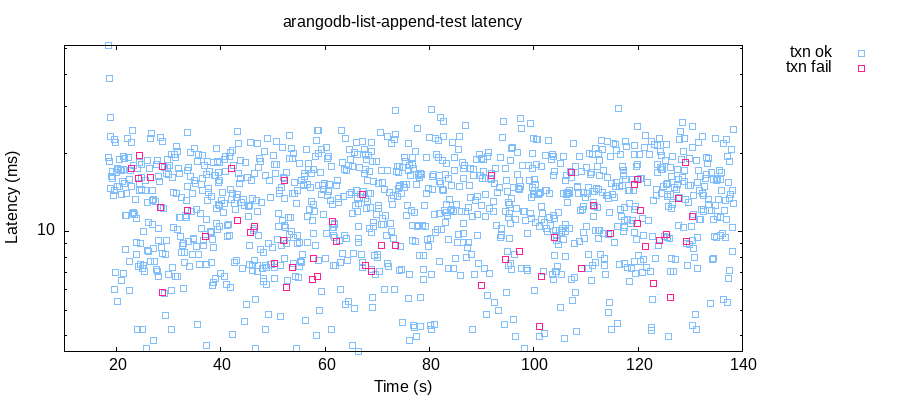 arangodb-list-append-test latency
txn ok
txn fail
Latency (ms)
10
20 40 60 80 100 120 140
Time (s)